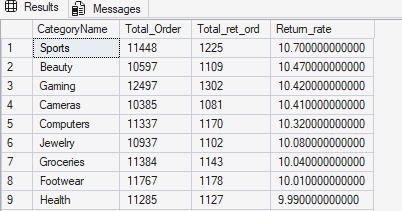 Results Messages
CategoryName Total_Order Total_ret_ord Return_rate
1 Sports 11448 1225 10.700000000000
2 Beauty 10597 1109 10.470000000000
3 Gaming 12497 1302 10.420000000000
4 Cameras 10385 1081 10.410000000000
5 Computers 11337 1170 10.320000000000
6 Jewelry 10937 1102 10.080000000000
7 Groceries 11384 1143 10.040000000000
8 Footwear 11767 1178 10.010000000000
9 Health 11285 1127 9.990000000000